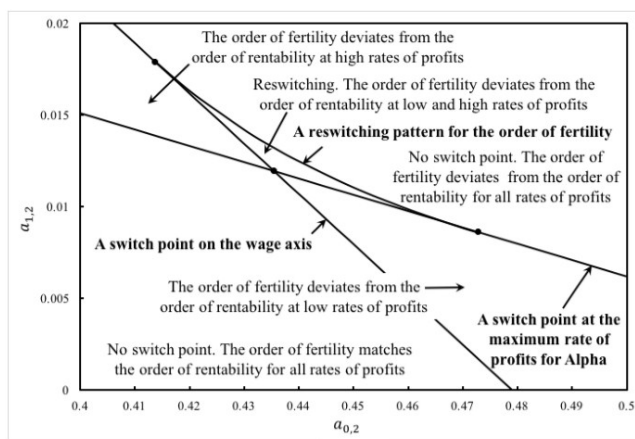 0.02
The order of fertility deviates from the
order of rentability at high rates of profits
Reswitching. The order of fertility deviates from the
order of rentability at low and high rates of profits
0.015
A reswitching pattern for the order of fertility
No switch point. The order of
fertility deviates from the order of
rentability for all rates of profits
a₁,₂
0.01
A switch point on the wage axis
The order of fertility deviates from the
order of rentability at low rates of profits
0.005
A switch point at the
maximum rate of
profits for Alpha
No switch point. The order of fertility matches
the order of rentability for all rates of profits
0
0.4 0.41 0.42 0.43 0.44 0.45 0.46 0.47 0.48 0.49 0.5
a₀,₂